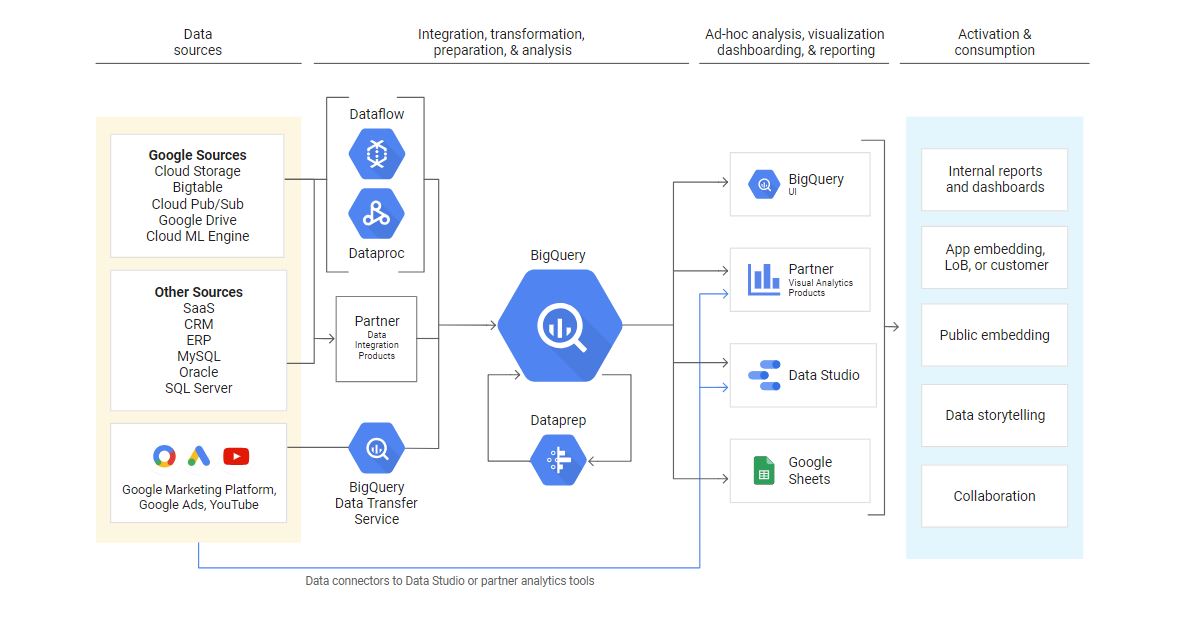 Data
sources
Integration, transformation,
preparation, & analysis
Ad-hoc analysis, visualization
dashboarding, & reporting
Activation &
consumption
Google Sources
Cloud Storage
Bigtable
Cloud Pub/Sub
Google Drive
Cloud ML Engine
Other Sources
SaaS
CRM
ERP
MySQL
Oracle
SQL Server
Google Marketing Platform,
Google Ads, YouTube
Dataflow
Dataproc
Partner
Data
Integration
Products
BigQuery
Data Transfer
Service
BigQuery
Dataprep
BigQuery
UI
Partner
Visual Analytics
Products
Data Studio
Google
Sheets
Internal reports
and dashboards
App embedding,
LoB, or customer
Public embedding
Data storytelling
Collaboration
Data connectors to Data Studio or partner analytics tools